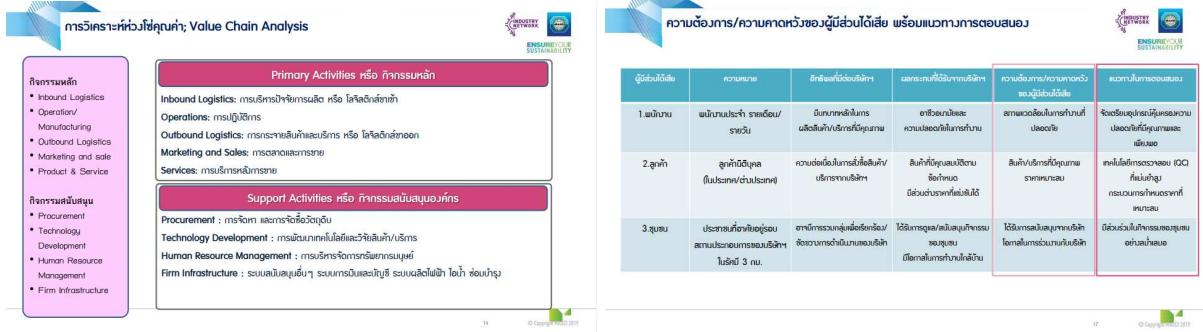 การวิเคราะห์ห่วงโซ่คุณค่า; Value Chain Analysis
INDUSTRY
NETWORK
ENSUREYOUR
SUSTAINABILITY
กิจกรรมหลัก
• Inbound Logistics
• Operation/
Manufacturing
• Outbound Logistics
• Marketing and sale
• Product & Service
กิจกรรมสนับสนุน
• Procurement
• Technology
Development
• Human Resource
Management
• Firm Infrastructure
Primary Activities หรือ กิจกรรมหลัก
Inbound Logistics: การบริหารปัจจัยการผลิต หรือ โลจิสติกส์ขาเข้า
Operations: การปฏิบัติการ
Outbound Logistics: การกระจายสินค้าและบริการ หรือ โลจิสติกส์ขาออก
Marketing and Sales: การตลาดและการขาย
Services: การบริการหลังการขาย
Support Activities หรือ กิจกรรมสนับสนุนองค์กร
Procurement : การจัดหา และการจัดซื้อวัตถุดิบ
Technology Development : การพัฒนาเทคโนโลยีและวิจัยสินค้า/บริการ
Human Resource Management : การบริหารจัดการทรัพยากรมนุษย์
Firm Infrastructure : ระบบสนับสนุนอื่นๆ ระบบการเงินและบัญชี ระบบผลิตไฟฟ้า ไอน้ำ ซ่อมบำรุง
14
ความต้องการ/ความคาดหวังของผู้มีส่วนได้เสีย พร้อมแนวทางการตอบสนอง
INDUSTRY
NETWORK
ENSUREYOUR
SUSTAINABILITY
ผู้มีส่วนได้เสีย ความหมาย อิทธิพลที่มีต่อบริษัทฯ ผลกระทบที่ได้รับจากบริษัทฯ ความต้องการ/ความคาดหวัง แนวทางในการตอบสนอง
ของผู้มีส่วนได้เสีย
1.พนักงาน พนักงานประจำ รายเดือน/ มีบทบาทหลักในการ อาชีวอนามัยและ สภาพแวดล้อมในการทำงานที่ จัดเตรียมอุปกรณ์คุ้มครองความ
รายวัน ผลิตสินค้า/บริการที่มีคุณภาพ ความปลอดภัยในการทำงาน ปลอดภัย ปลอดภัยที่มีคุณภาพและ
เพียงพอ
2.ลูกค้า ลูกค้านิติบุคล ความต่อเนื่องในการสั่งซื้อสินค้า/ สินค้าที่มีคุณสมบัติตาม สินค้า/บริการที่มีคุณภาพ เทคโนโลยีการตรวจสอบ (QC)
(ในประเทศ/ต่างประเทศ) บริการจากบริษัทฯ ข้อกำหนด ราคาเหมาะสม ที่แม่นยำสูง
มีส่วนต่างราคาที่แข่งขันได้ กระบวนการกำหนดราคาที่
เหมาะสม
3.ชุมชน ประชาชนที่อาศัยอยู่รอบ อาจมีการรวมกลุ่มเพื่อเรียกร้อง/ ได้รับการดูแล/สนับสนุนกิจกรรม ได้รับการสนับสนุนจากบริษัท มีส่วนร่วมในกิจกรรมของชุมชน
สถานประกอบการของบริษัทฯ ขัดขวางการดำเนินงานของบริษัท ของชุมชน โอกาสในการร่วมงานกับบริษัท อย่างสม่ำเสมอ
ในรัศมี 3 กม. มีโอกาสในการทำงานใกล้บ้าน
17